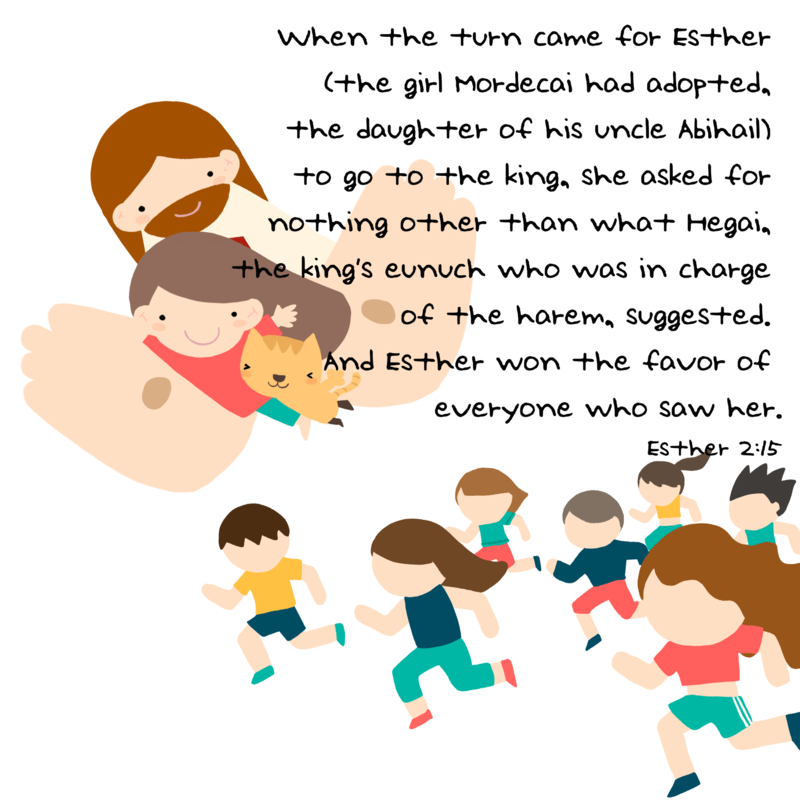 When the turn came for Esther
(the girl Mordecai had adopted,
the daughter of his uncle Abihail)
to go to the king, she asked for
nothing other than what Hegai,
the king's eunuch who was in charge
of the harem, suggested.
And Esther won the favor of
everyone who saw her.
Esther 2:15